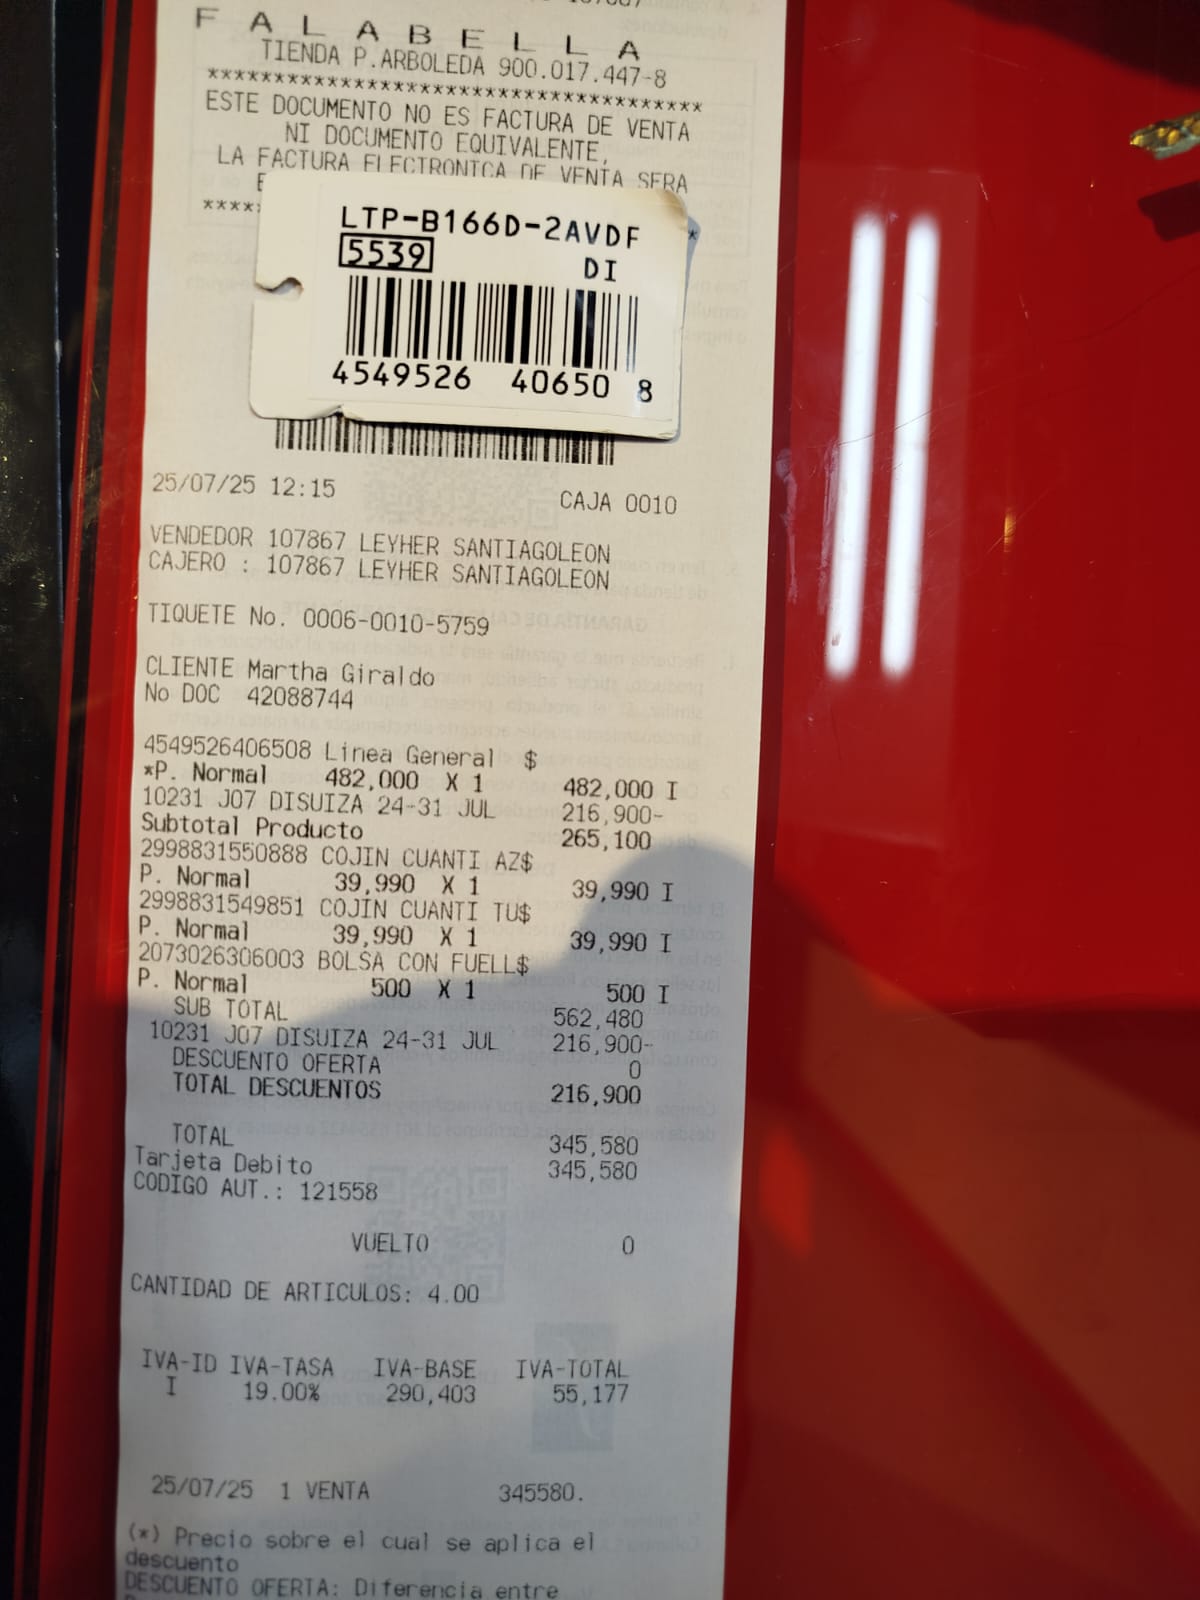 F A L A B E L L A
TIENDA P.ARBOLEDA 900.017.447-8
*************************************
ESTE DOCUMENTO NO ES FACTURA DE VENTA
NI DOCUMENTO EQUIVALENTE,
LA FACTURA ELECTRONICA DE VENTA SERA
E
****
*
LTP-B166D-2AVDF
5539
DI
4549526 40650 8
25/07/25 12:15 CAJA 0010
VENDEDOR 107867 LEYHER SANTIAGOLEON
CAJERO : 107867 LEYHER SANTIAGOLEON
TIQUETE No. 0006-0010-5759
CLIENTE Martha Giraldo
No DOC 42088744
4549526406508 Linea General $
*P. Normal 482,000 X 1 482,000 I
10231 J07 DISUIZA 24-31 JUL 216,900-
Subtotal Producto 265,100
2998831550888 COJIN CUANTI AZ$
P. Normal 39,990 X 1 39,990 I
2998831549851 COJIN CUANTI TU$
P. Normal 39,990 X 1 39,990 I
2073026306003 BOLSA CON FUELL$
P. Normal 500 X 1 500 I
SUB TOTAL 562,480
10231 J07 DISUIZA 24-31 JUL 216,900-
DESCUENTO OFERTA 0
TOTAL DESCUENTOS 216,900
TOTAL 345,580
Tarjeta Debito 345,580
CODIGO AUT.: 121558
VUELTO 0
CANTIDAD DE ARTICULOS: 4.00
IVA-ID IVA-TASA IVA-BASE IVA-TOTAL
I 19.00% 290,403 55,177
25/07/25 1 VENTA 345580.
(*) Precio sobre el cual se aplica el
descuento
DESCUENTO OFERTA: Diferencia entre